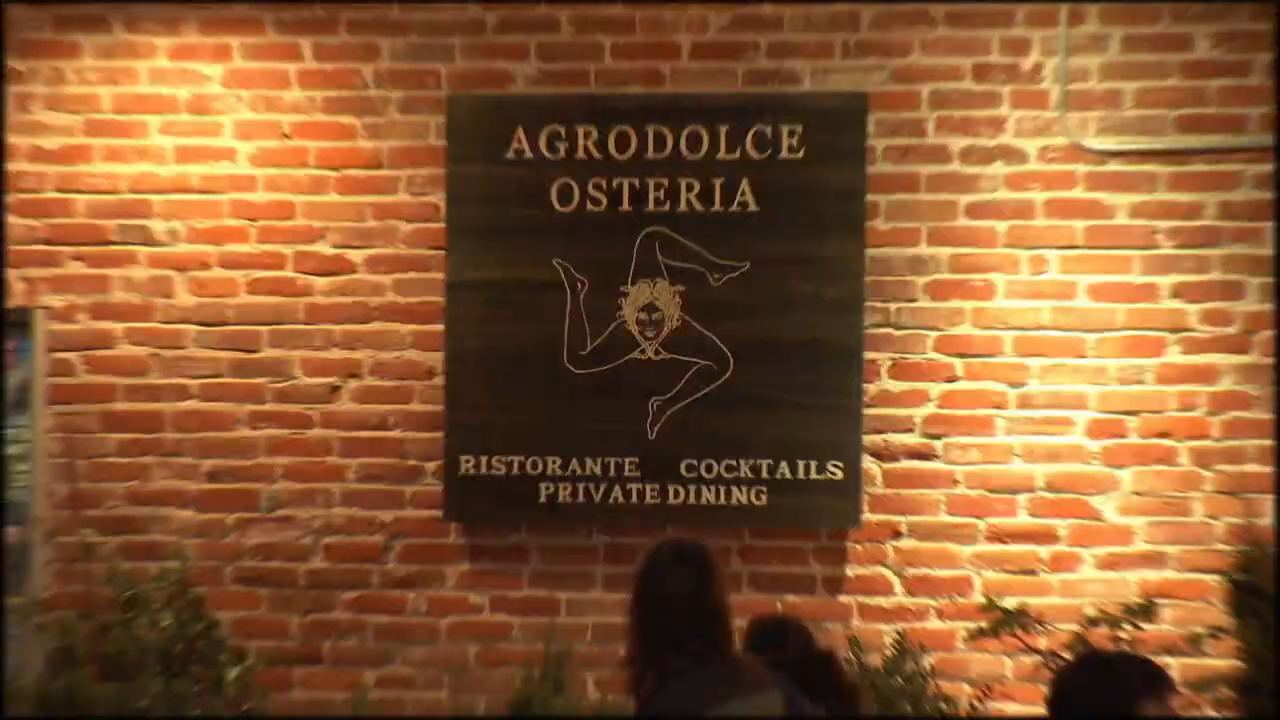 AGRODOLCE
OSTERIA
RISTORANTE COCKTAILS
PRIVATE DINING